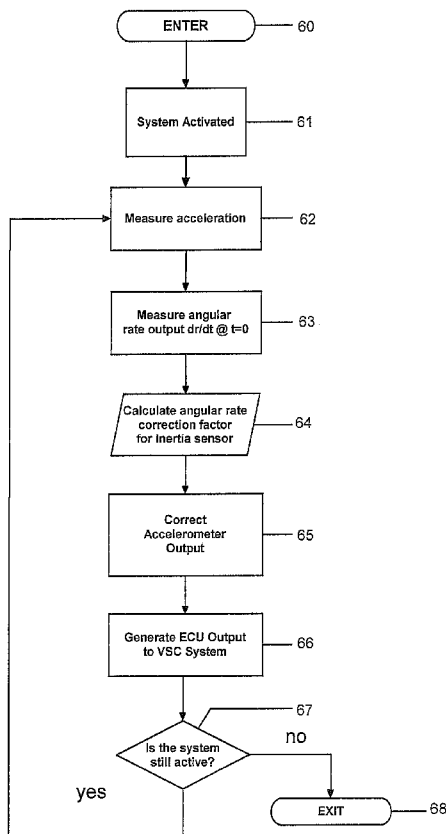 ENTER
60
System Activated
61
Measure acceleration
62
Measure angular
rate output dr/dt @ t=0
63
Calculate angular rate
correction factor
for Inertia sensor
64
Correct
Accelerometer
Output
65
Generate ECU Output
to VSC System
66
67
Is the system
still active?
no
yes
EXIT
68